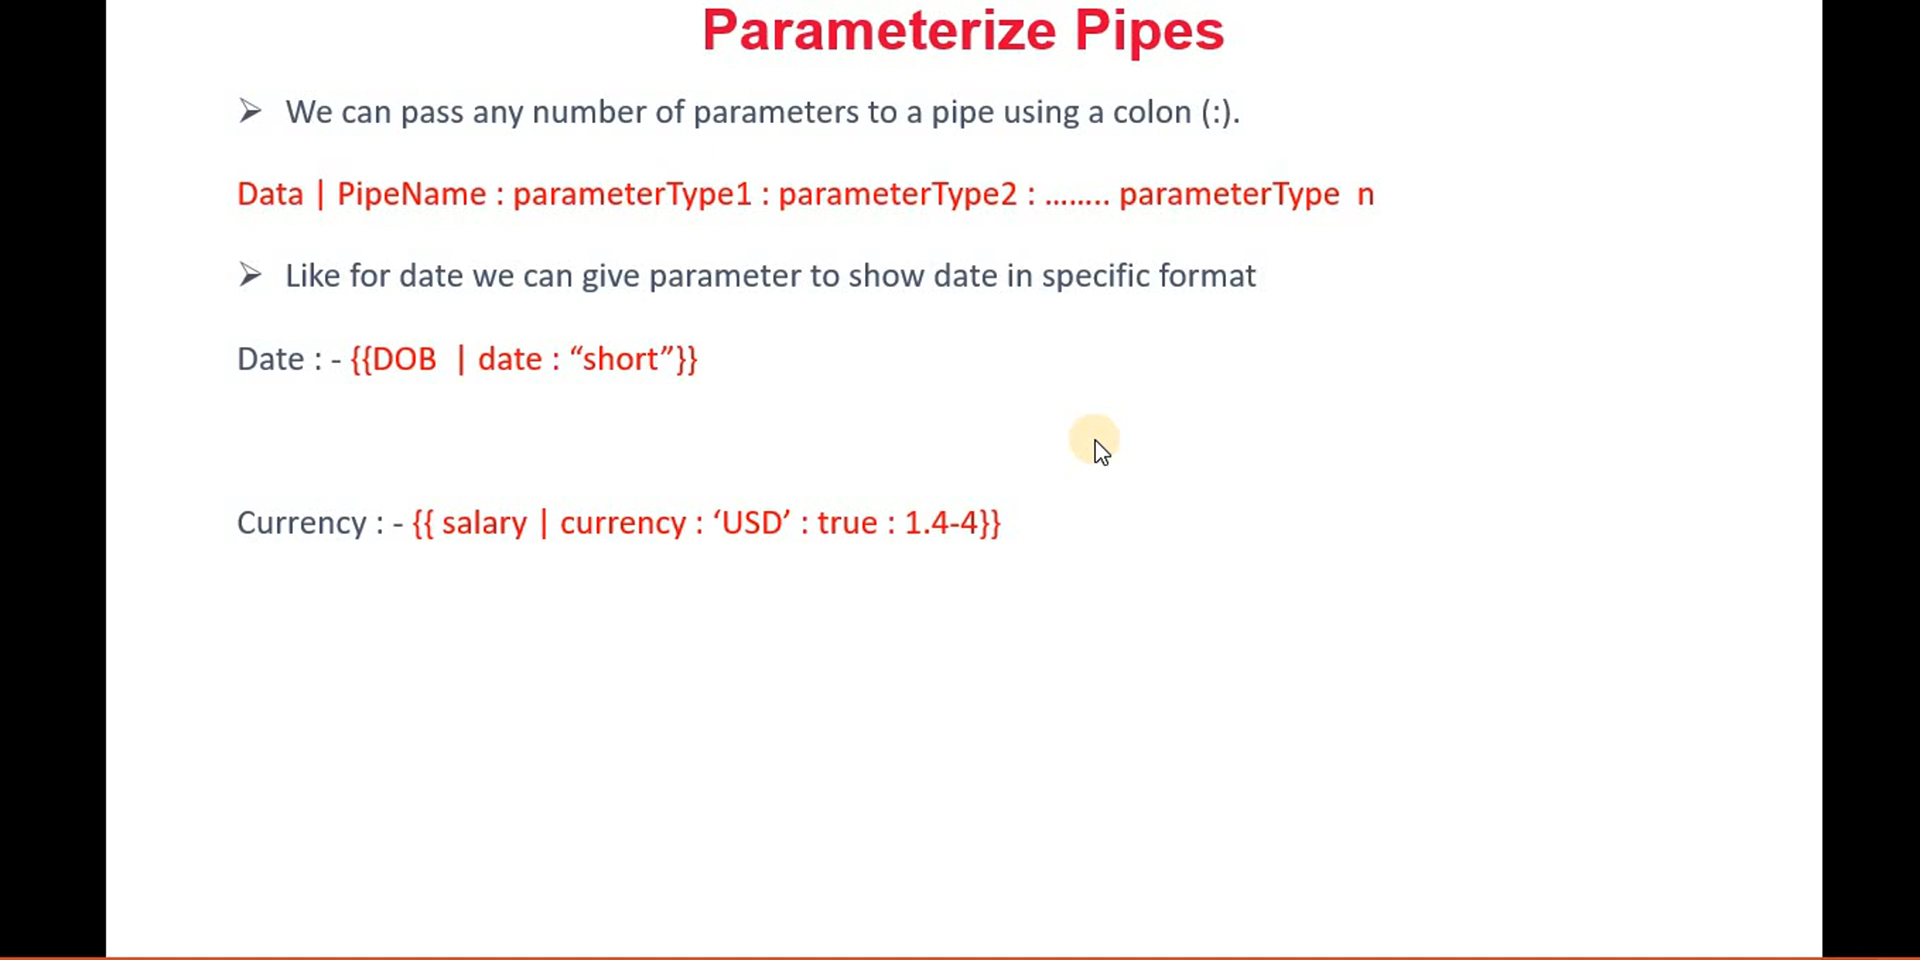 Parameterize Pipes
➢ We can pass any number of parameters to a pipe using a colon (:).
Data | PipeName : parameterType1 : parameterType2 : …..... parameterType n
➢ Like for date we can give parameter to show date in specific format
Date : - {{DOB | date : “short”}}
Currency : - {{ salary | currency : ‘USD’ : true : 1.4-4}}